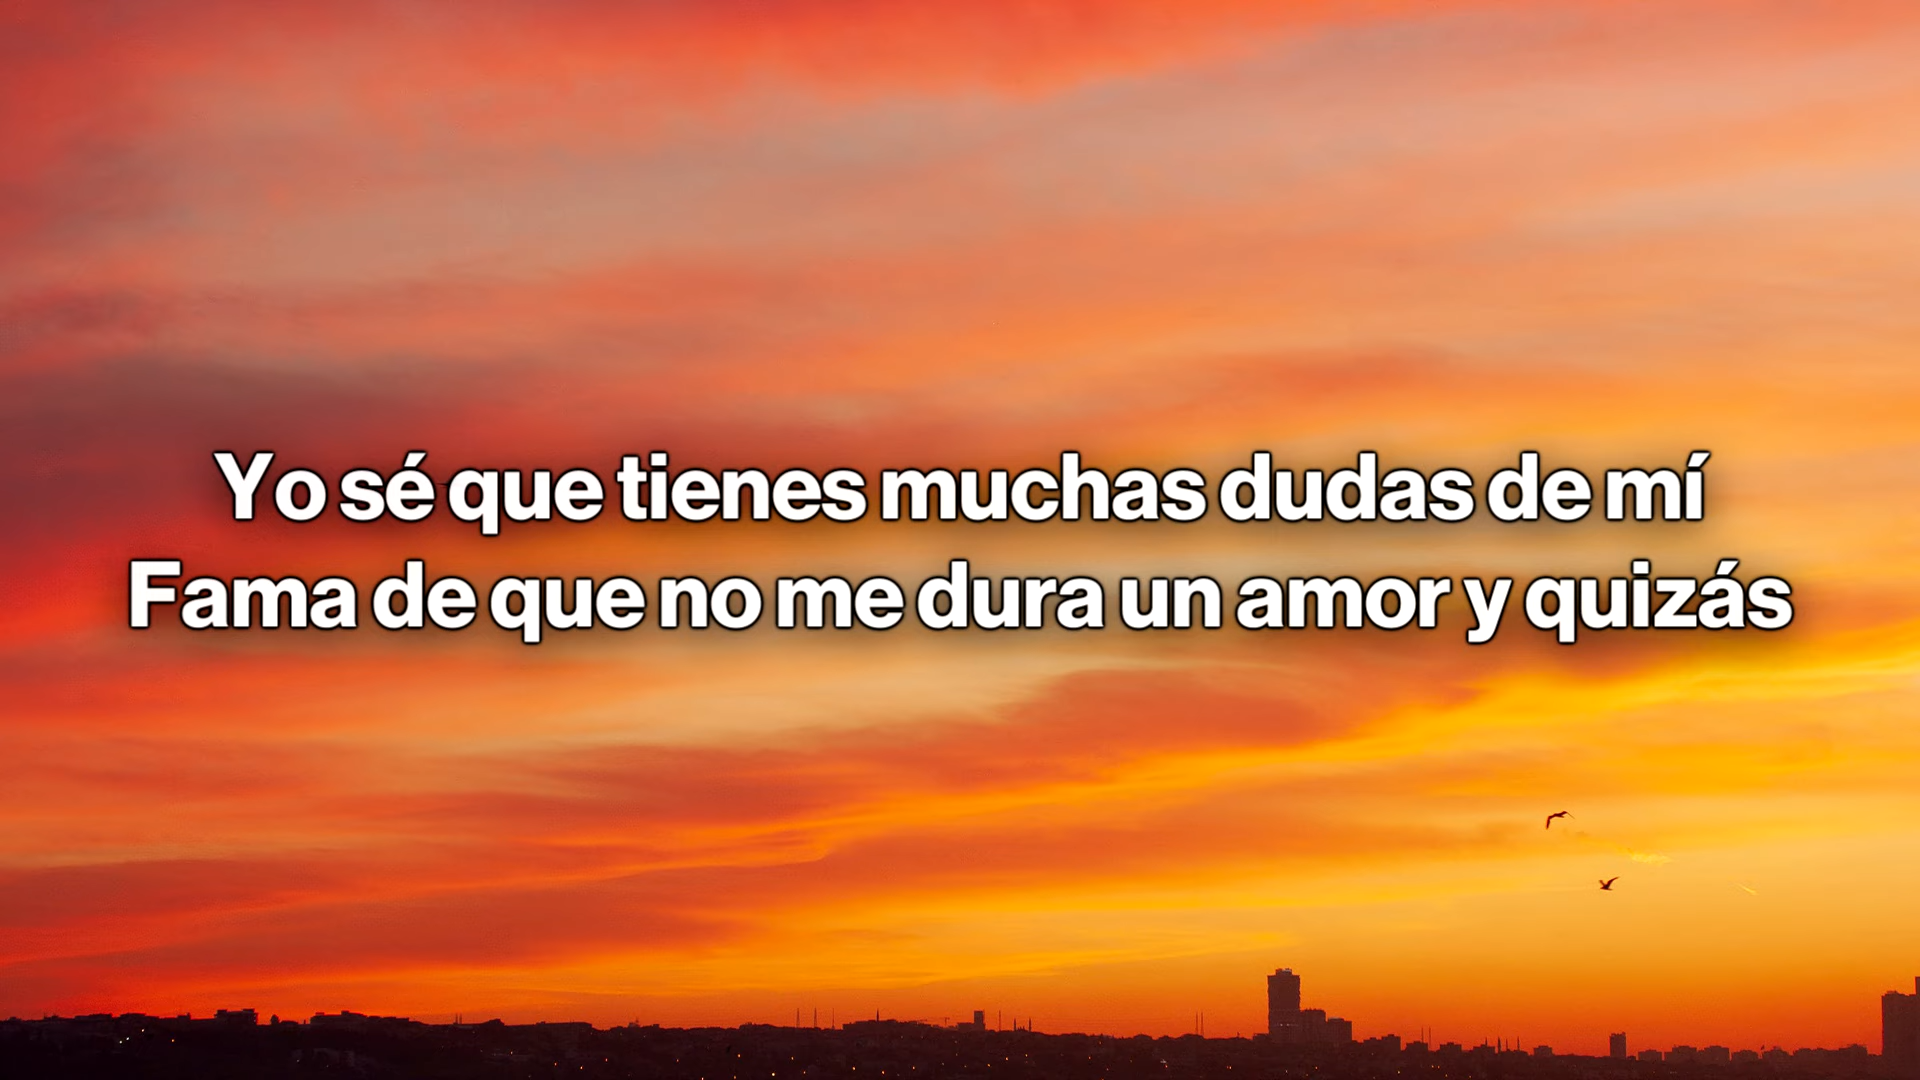 Yo sé que tienes muchas dudas de mí
Fama de que no me dura un amor y quizás